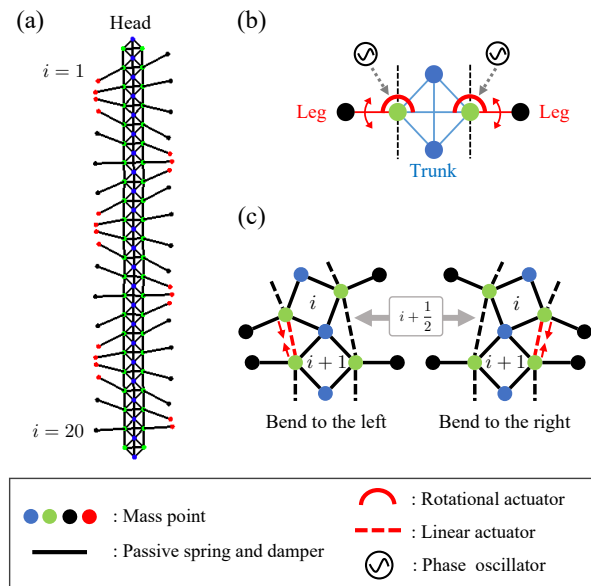 (a)
Head
i = 1
i = 20
(b)
Leg
Leg
Trunk
(c)
i
i + 1
i + 1/2
i
i + 1
Bend to the left
Bend to the right
: Mass point
: Passive spring and damper
: Rotational actuator
: Linear actuator
: Phase oscillator